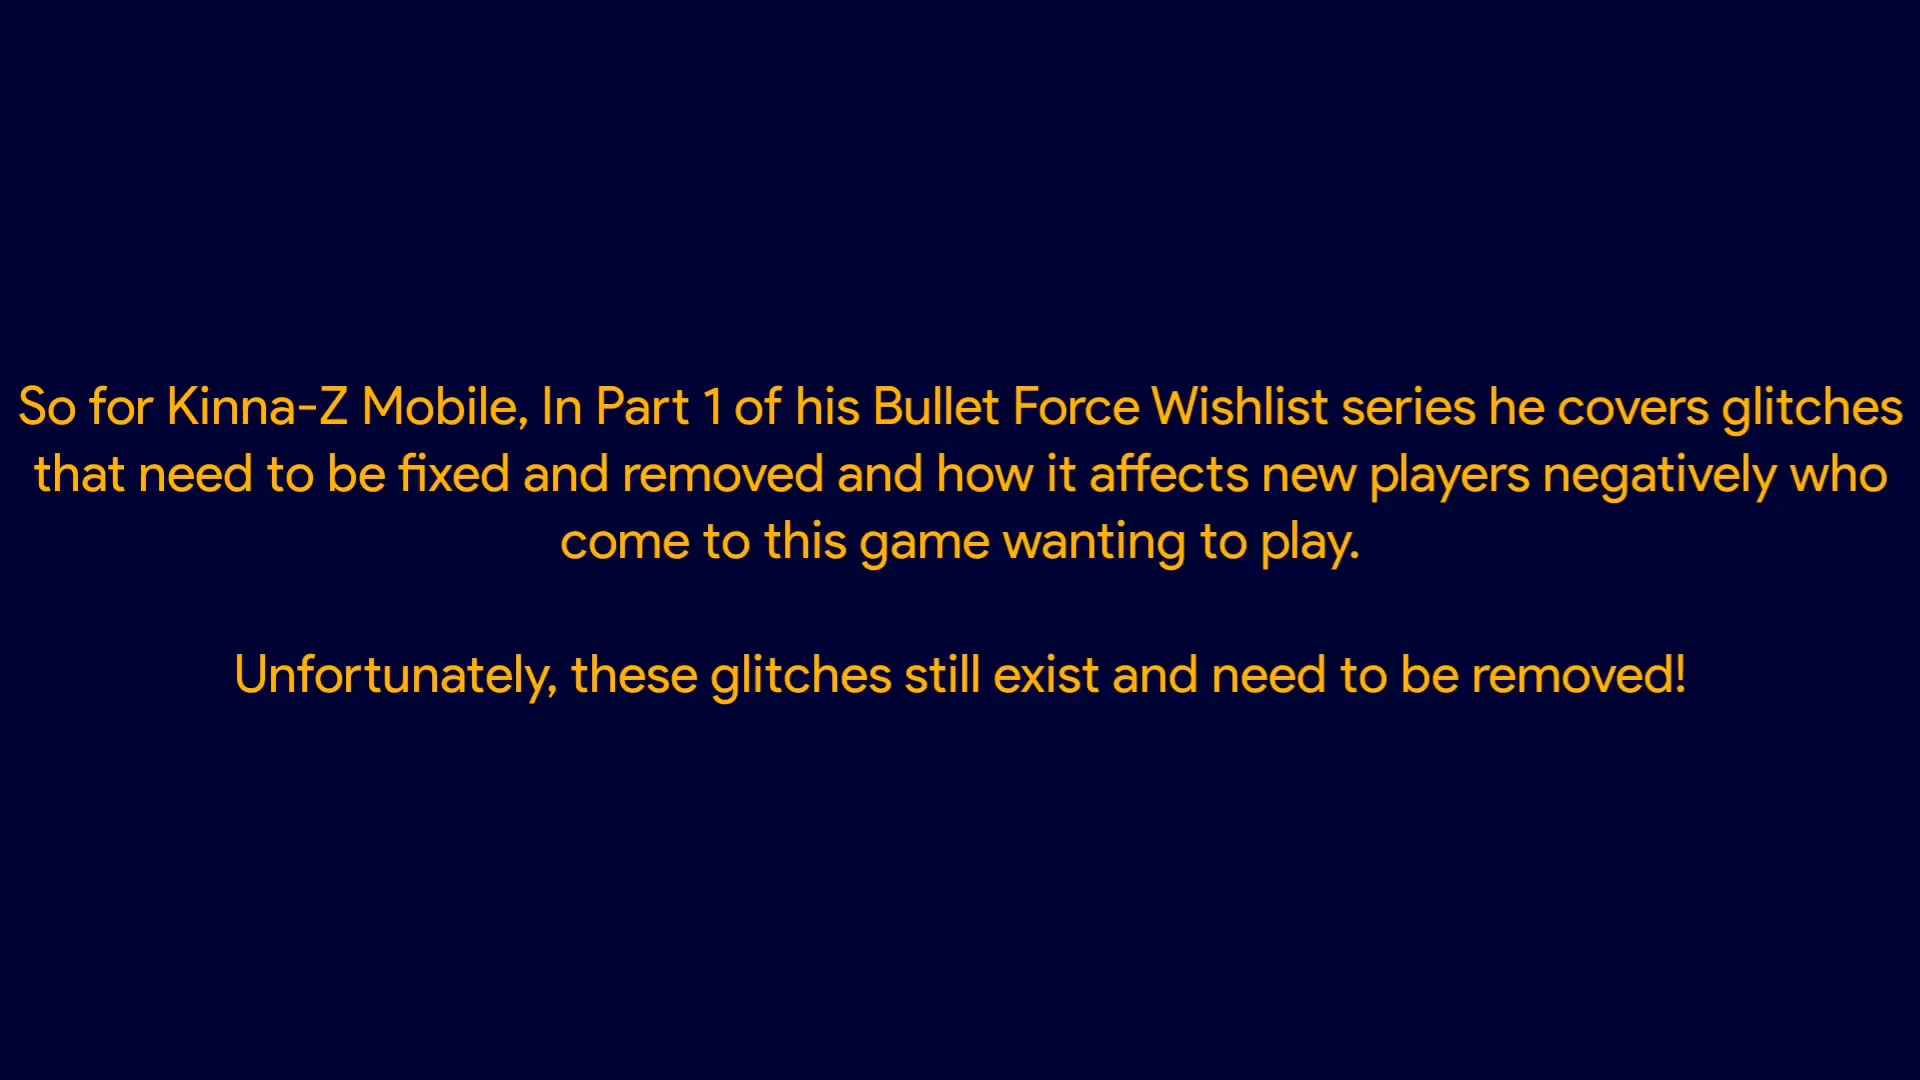 So for Kinna-Z Mobile, In Part 1 of his Bullet Force Wishlist series he covers glitches
that need to be fixed and removed and how it affects new players negatively who
come to this game wanting to play.
Unfortunately, these glitches still exist and need to be removed!